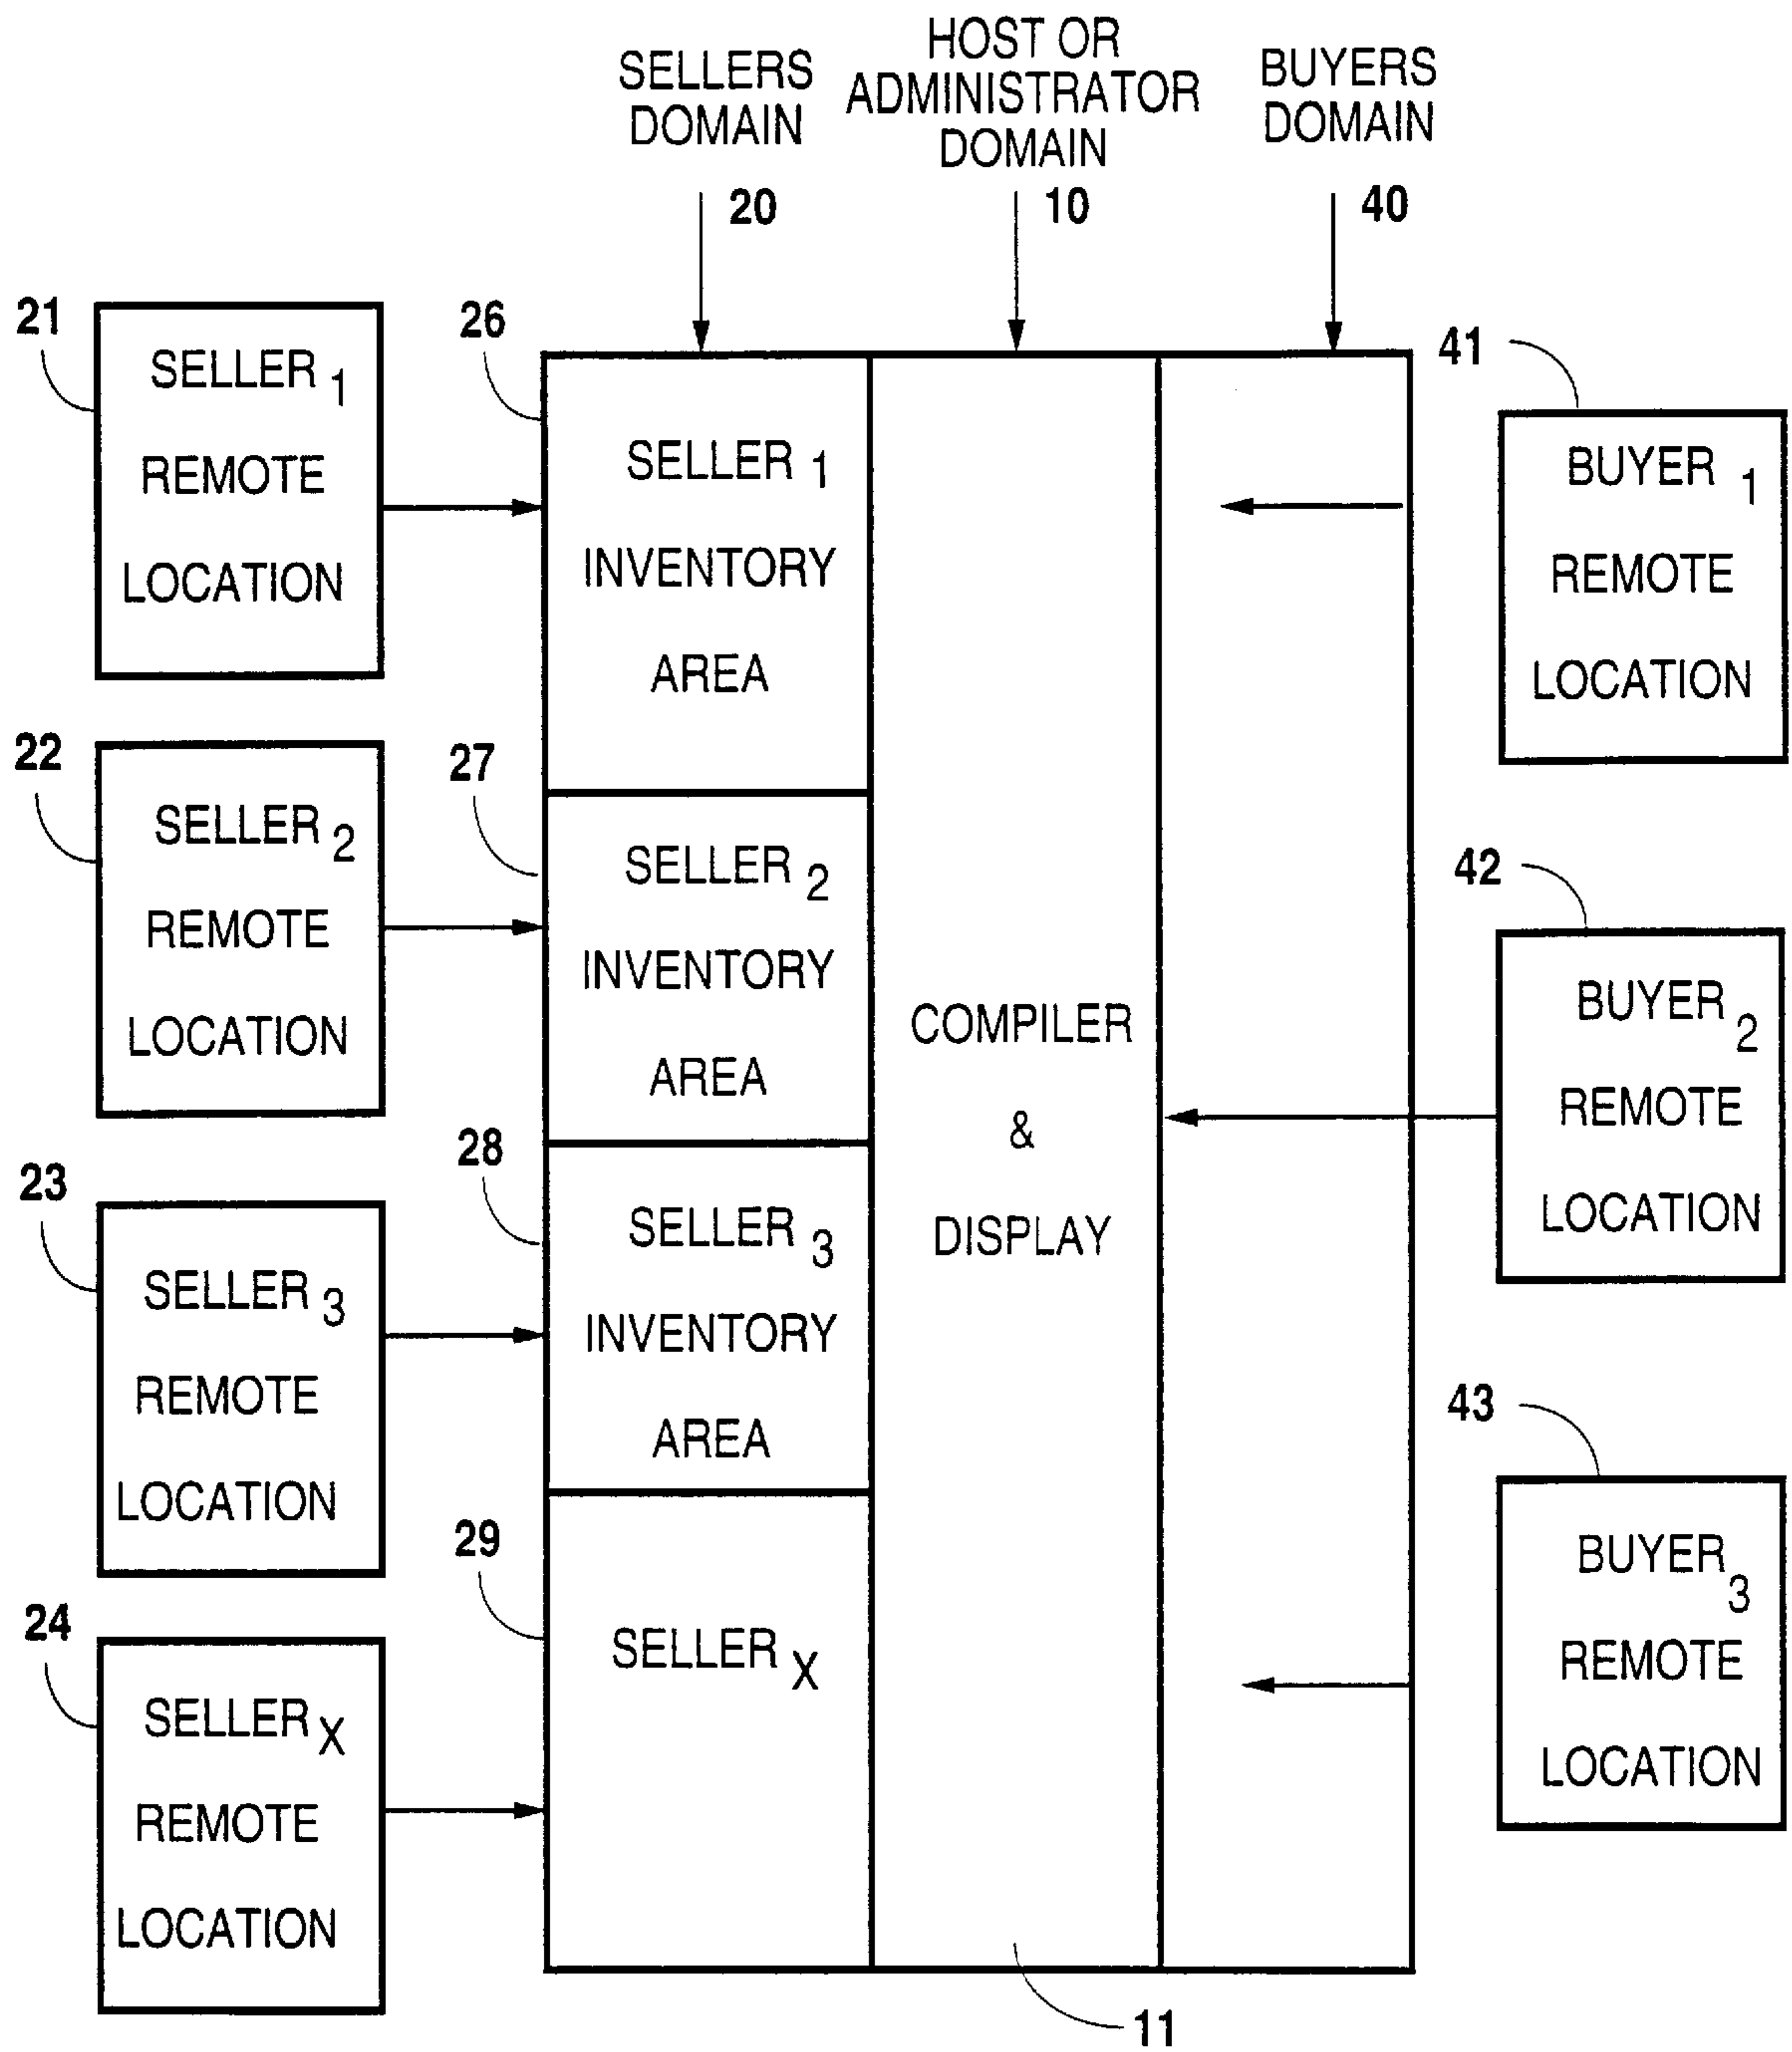 SELLERS
DOMAIN
20
HOST OR
ADMINISTRATOR
DOMAIN
10
BUYERS
DOMAIN
40
21
SELLER 1
REMOTE
LOCATION
22
SELLER 2
REMOTE
LOCATION
23
SELLER 3
REMOTE
LOCATION
24
SELLER X
REMOTE
LOCATION
26
SELLER 1
INVENTORY
AREA
27
SELLER 2
INVENTORY
AREA
28
SELLER 3
INVENTORY
AREA
29
SELLER X
COMPILER
&
DISPLAY
11
41
BUYER 1
REMOTE
LOCATION
42
BUYER 2
REMOTE
LOCATION
43
BUYER 3
REMOTE
LOCATION